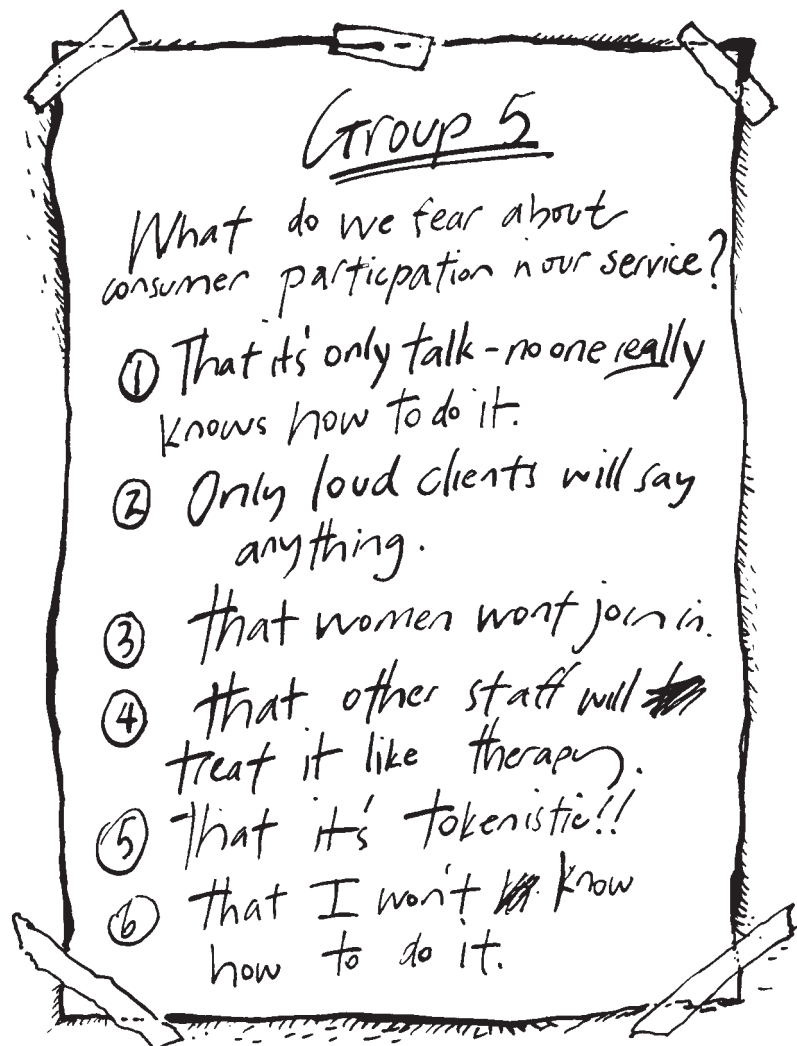 Group 5
What do we fear about
consumer particpation in our service?
① That it's only talk - no one really
knows how to do it.
② Only loud clients will say
anything.
③ that women wont join in.
④ that other staff will
treat it like therapy.
⑤ That it's tokenistic!!
⑥ that I won't know
how to do it.